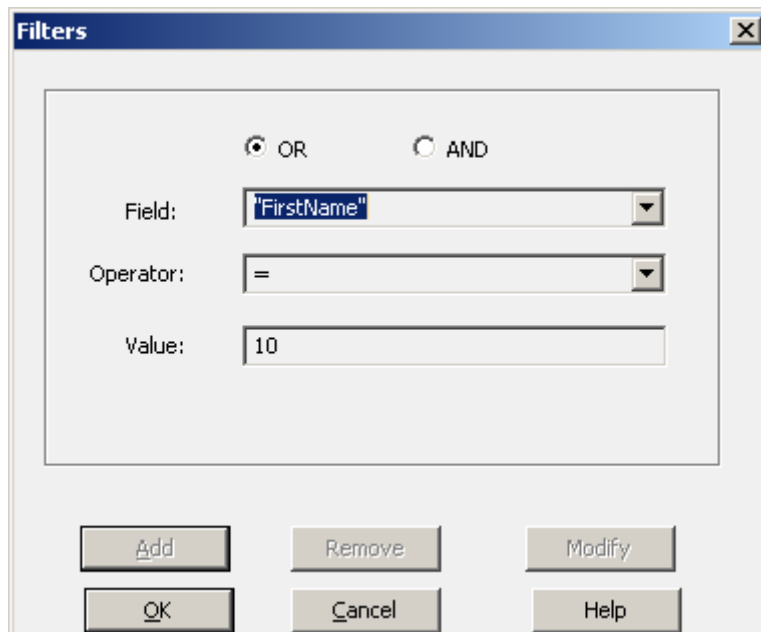 Filters
OR AND
Field: "FirstName"
Operator: =
Value: 10
Add Remove Modify
OK Cancel Help